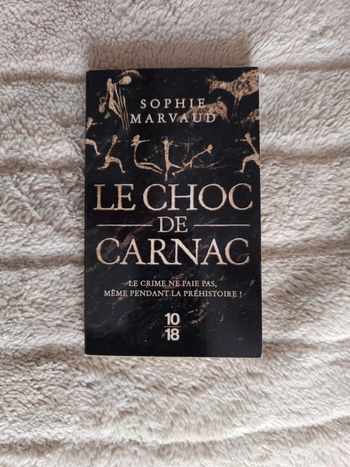 SOPHIE
MARVAUD
LE CHOC
DE
CARNAC
LE CRIME NE PAIE PAS,
MÊME PENDANT LA PRÉHISTOIRE !
10
18